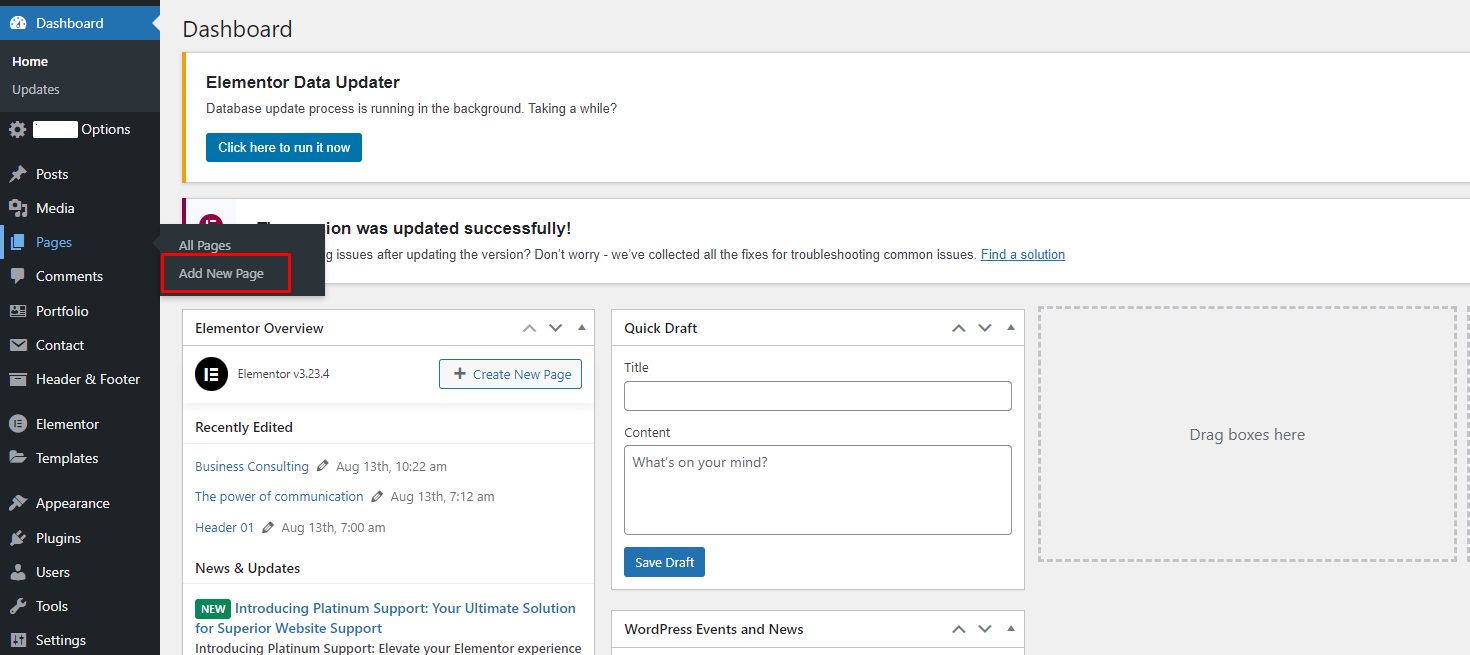 Dashboard
Home
Updates
Options
Posts
Media
Pages
Comments
Portfolio
Contact
Header & Footer
Elementor
Templates
Appearance
Plugins
Users
Tools
Settings
All Pages
Add New Page
Dashboard
Elementor Data Updater
Database update process is running in the background. Taking a while?
Click here to run it now
was updated successfully!
issues after updating the version? Don't worry - we've collected all the fixes for troubleshooting common issues. Find a solution
Elementor Overview
Elementor v3.23.4
+ Create New Page
Recently Edited
Business Consulting Aug 13th, 10:22 am
The power of communication Aug 13th, 7:12 am
Header 01 Aug 13th, 7:00 am
News & Updates
NEW Introducing Platinum Support: Your Ultimate Solution
for Superior Website Support
Introducing Platinum Support: Elevate your Elementor experience
Quick Draft
Title
Content
What's on your mind?
Save Draft
WordPress Events and News
Drag boxes here